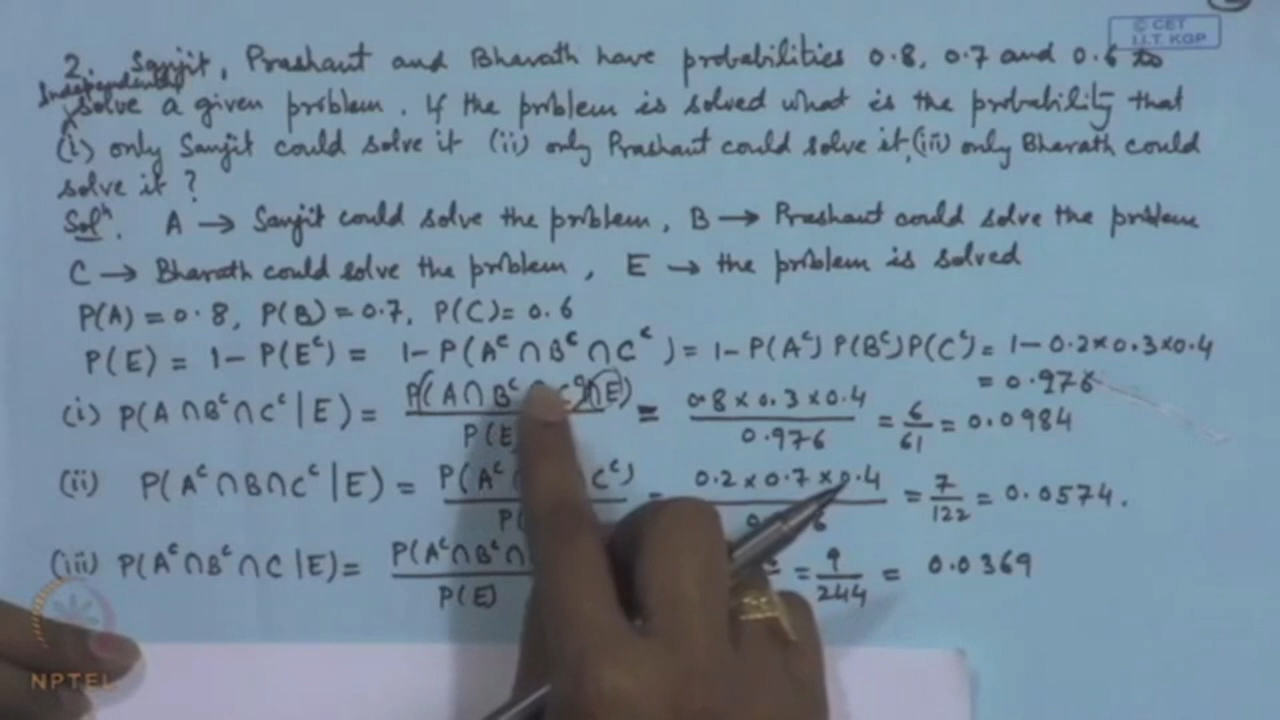 © CET
I.I.T. KGP
2. Sanjit, Prashant and Bharath have probabilities 0.8, 0.7 and 0.6 to
Independently
solve a given problem. If the problem is solved what is the probability that
(i) only Sanjit could solve it (ii) only Prashant could solve it, (iii) only Bharath could
solve it?
Solⁿ. A → Sanjit could solve the problem, B → Prashant could solve the problem
C → Bharath could solve the problem, E → the problem is solved
P(A) = 0.8, P(B) = 0.7, P(C) = 0.6
P(E) = 1 - P(Eᶜ) = 1 - P(Aᶜ ∩ Bᶜ ∩ Cᶜ) = 1 - P(Aᶜ) P(Bᶜ) P(Cᶜ) = 1 - 0.2 × 0.3 × 0.4
= 0.976
(i) P(A ∩ Bᶜ ∩ Cᶜ | E) = P(A ∩ Bᶜ ∩ E) / P(E = 0.8 × 0.3 × 0.4 / 0.976 = 6/61 = 0.0984
(ii) P(Aᶜ ∩ B ∩ Cᶜ | E) = P(Aᶜ Cᶜ) / P( = 0.2 × 0.7 × 0.4 / 0. 6 = 7/122 = 0.0574.
(iii) P(Aᶜ ∩ Bᶜ ∩ C | E) = P(Aᶜ ∩ Bᶜ ∩ / P(E) = 9/244 = 0.0369
NPTEL